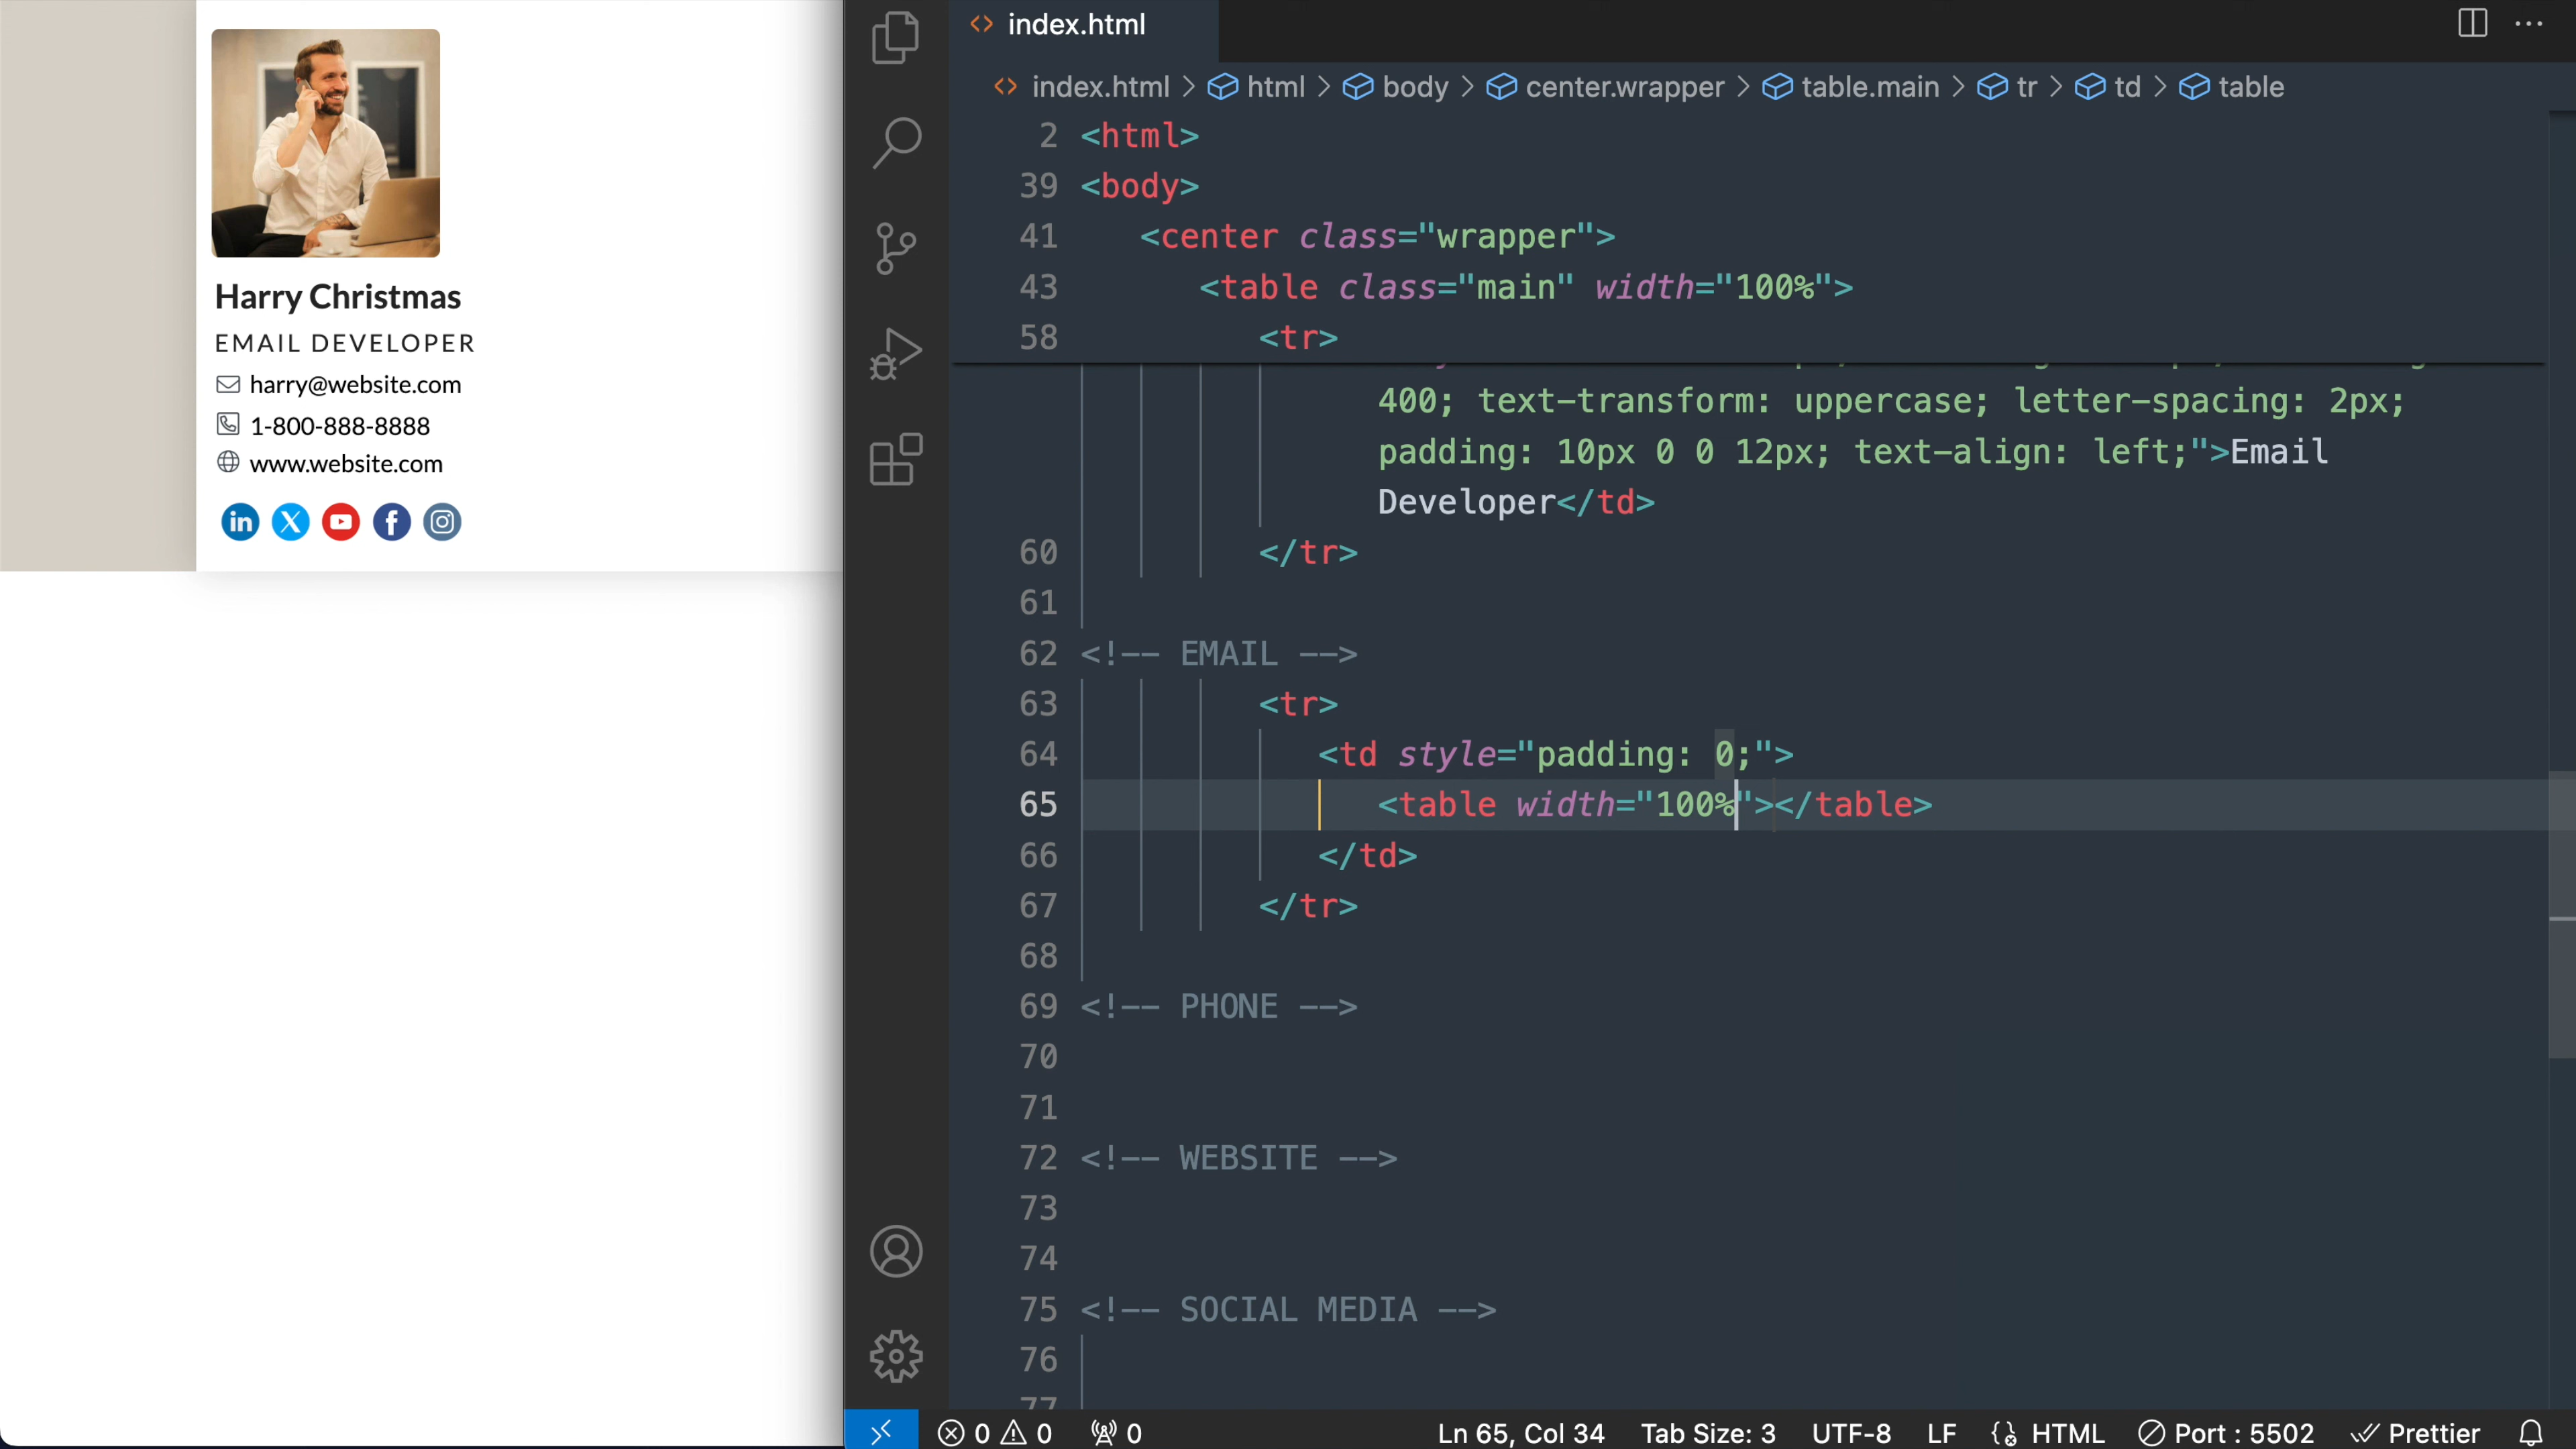 Harry Christmas
EMAIL DEVELOPER
harry@website.com
1-800-888-8888
www.website.com
in X f
index.html
index.html > html > body > center.wrapper > table.main > tr > td > table
2 <html>
39 <body>
41 <center class="wrapper">
43 <table class="main" width="100%">
58 <tr>
400; text-transform: uppercase; letter-spacing: 2px;
padding: 10px 0 0 12px; text-align: left;">Email
Developer</td>
60 </tr>
61
62 <!-- EMAIL -->
63 <tr>
64 <td style="padding: 0;">
65 <table width="100%"></table>
66 </td>
67 </tr>
68
69 <!-- PHONE -->
70
71
72 <!-- WEBSITE -->
73
74
75 <!-- SOCIAL MEDIA -->
76
77
0 0 0 Ln 65, Col 34 Tab Size: 3 UTF-8 LF HTML Port : 5502 Prettier